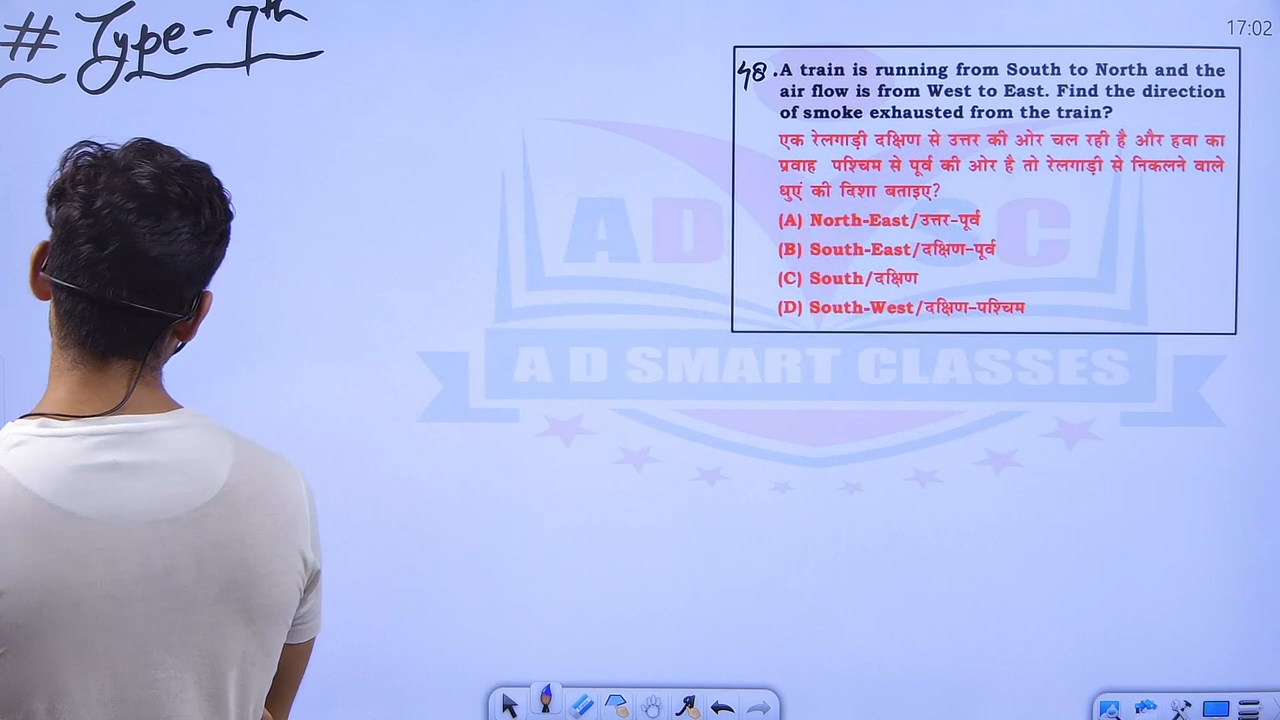 # Type-7th
17:02
48. A train is running from South to North and the
air flow is from West to East. Find the direction
of smoke exhausted from the train?
एक रेलगाड़ी दक्षिण से उत्तर की ओर चल रही है और हवा का
प्रवाह पश्चिम से पूर्व की ओर है तो रेलगाड़ी से निकलने वाले
धुएं की दिशा बताइए?
(A) North-East/उत्तर-पूर्व
(B) South-East/दक्षिण-पूर्व
(C) South/दक्षिण
(D) South-West/दक्षिण-पश्चिम
AD SC
A D SMART CLASSES